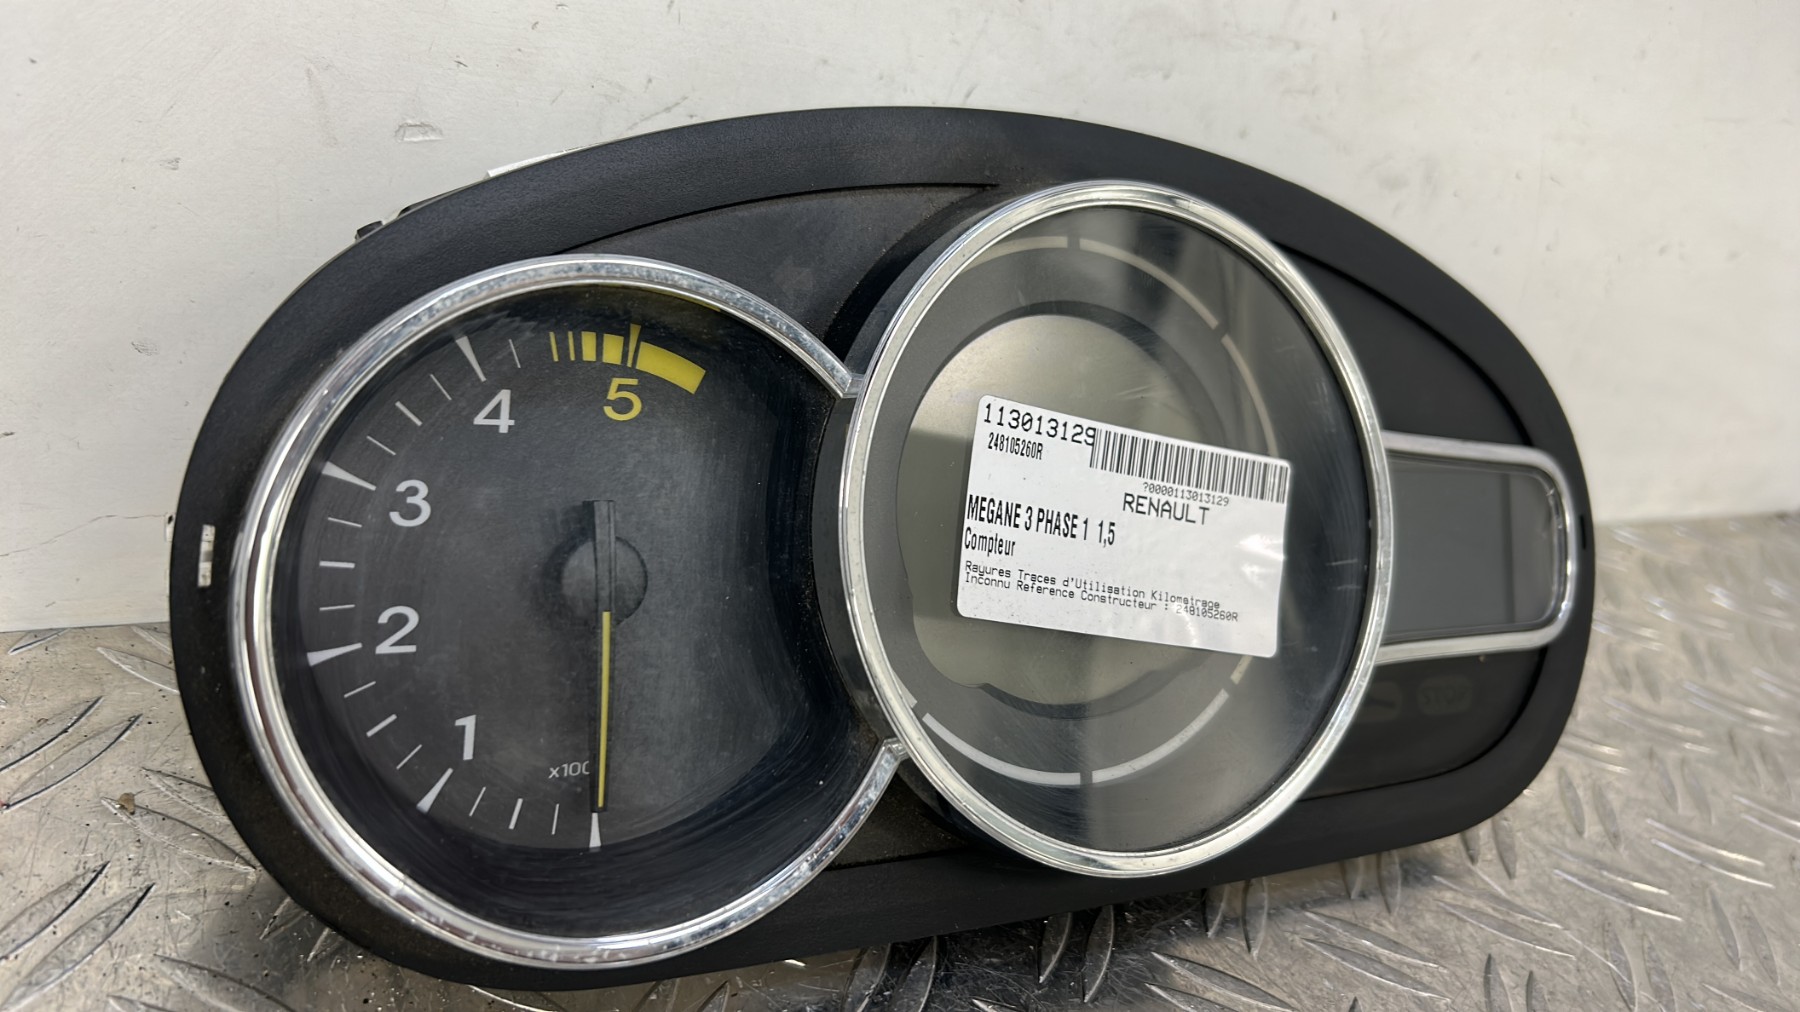 4
5
3
2
1
x100
113013129
248105260R
?0000113013129
RENAULT
MEGANE 3 PHASE 1 1,5
Compteur
Rayures Traces d'Utilisation Kilometrage
Inconnu Reference Constructeur : 248105260R